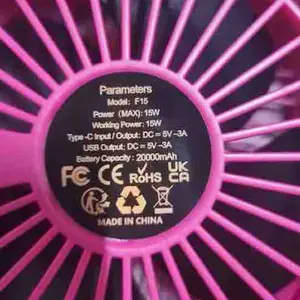 Parameters
Model: F15
Power (MAX): 15W
Working Power: 15W
Type -C Input / Output: DC = 5V ⎓3A
USB Output: DC = 5V ⎓3A
Battery Capacity : 20000mAh
FC CE RoHS UK CA
MADE IN CHINA